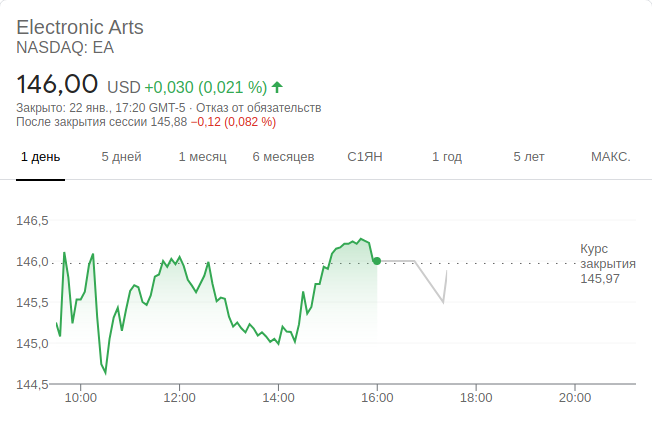 Electronic Arts
NASDAQ: EA
146,00 USD +0,030 (0,021 %)
Закрыто: 22 янв., 17:20 GMT-5 · Отказ от обязательств
После закрытия сессии 145,88 −0,12 (0,082 %)
1 день 5 дней 1 месяц 6 месяцев С1ЯН 1 год 5 лет МАКС.
146,5
146,0
145,5
145,0
144,5
Курс
закрытия
145,97
10:00 12:00 14:00 16:00 18:00 20:00